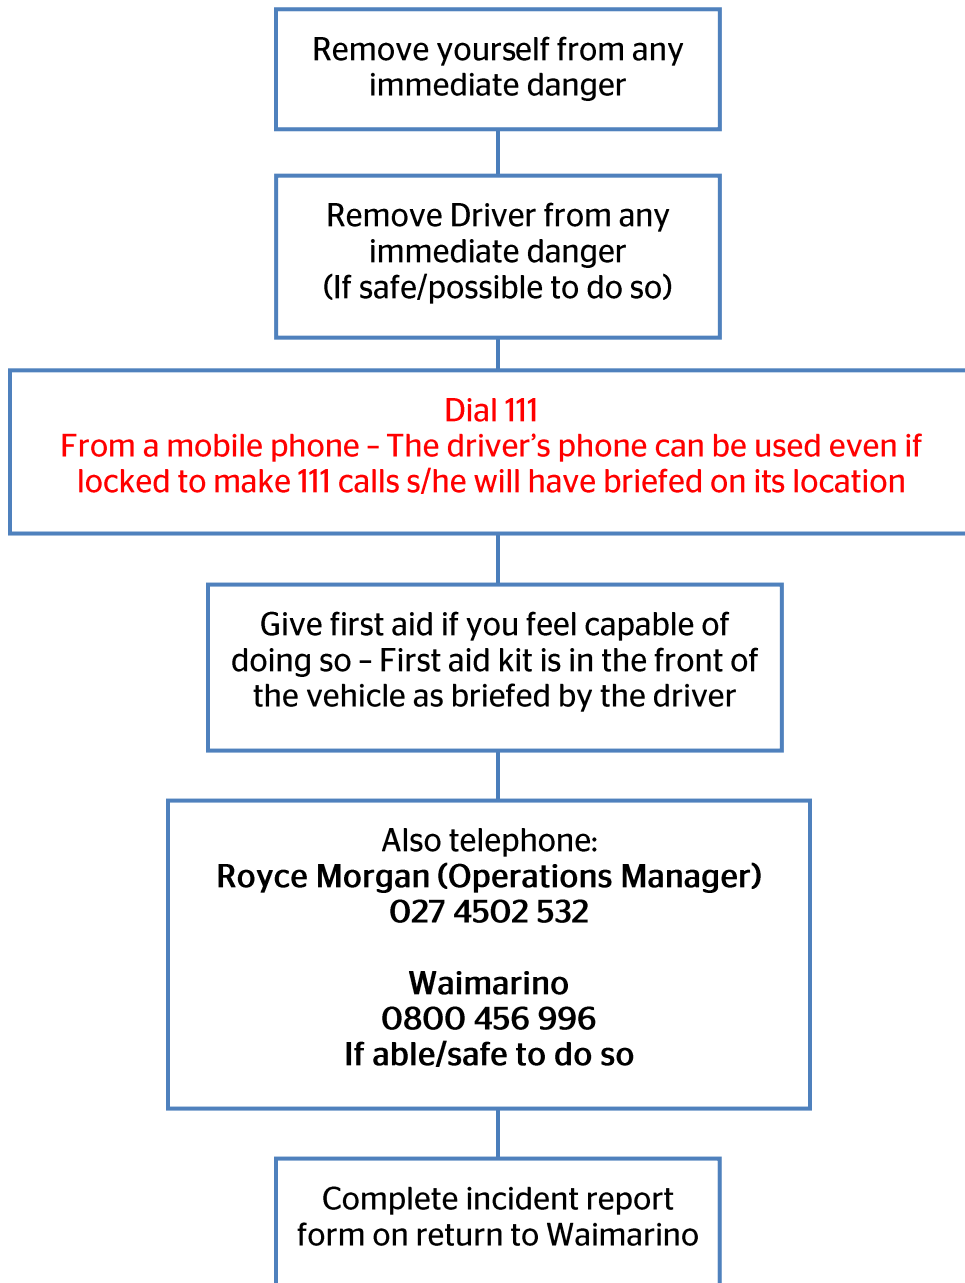 Remove yourself from any
immediate danger
Remove Driver from any
immediate danger
(If safe/possible to do so)
Dial 111
From a mobile phone – The driver’s phone can be used even if
locked to make 111 calls s/he will have briefed on its location
Give first aid if you feel capable of
doing so – First aid kit is in the front of
the vehicle as briefed by the driver
Also telephone:
Royce Morgan (Operations Manager)
027 4502 532
Waimarino
0800 456 996
If able/safe to do so
Complete incident report
form on return to Waimarino